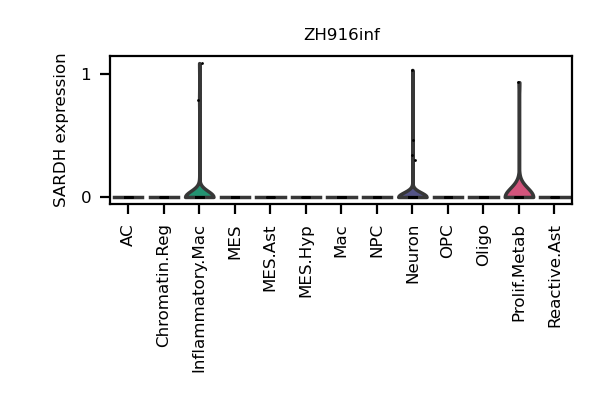 ZH916inf
SARDH expression
1
0
AC
Chromatin.Reg
Inflammatory.Mac
MES
MES.Ast
MES.Hyp
Mac
NPC
Neuron
OPC
Oligo
Prolif.Metab
Reactive.Ast